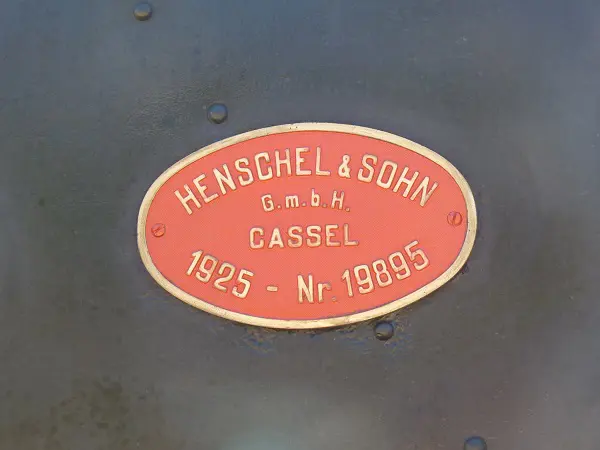 HENSCHEL & SOHN
G.m.b.H.
CASSEL
1925 - Nr. 19895